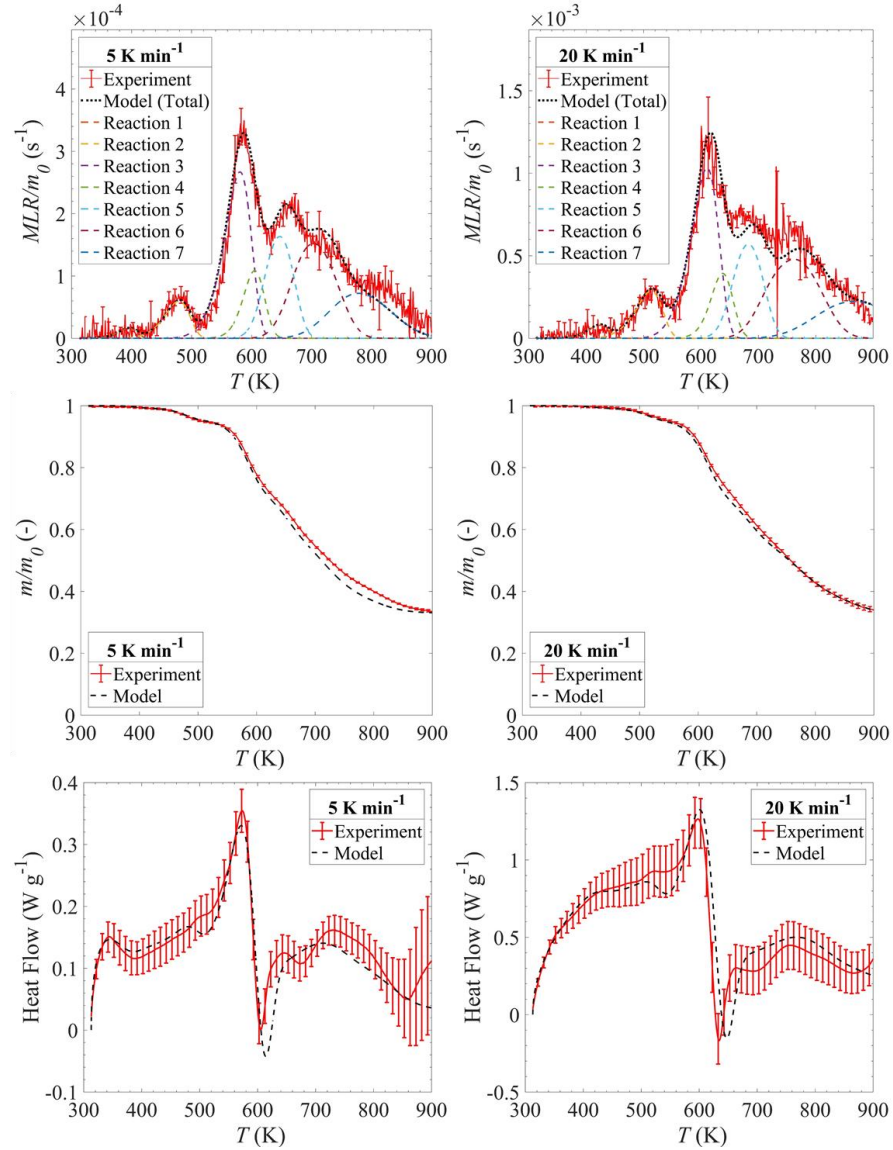 ×10⁻⁴
5 K min⁻¹
Experiment
Model (Total)
Reaction 1
Reaction 2
Reaction 3
Reaction 4
Reaction 5
Reaction 6
Reaction 7
MLR/m₀ (s⁻¹)
4
3
2
1
0
300 400 500 600 700 800 900
T (K)
×10⁻³
20 K min⁻¹
Experiment
Model (Total)
Reaction 1
Reaction 2
Reaction 3
Reaction 4
Reaction 5
Reaction 6
Reaction 7
MLR/m₀ (s⁻¹)
1.5
1
0.5
0
300 400 500 600 700 800 900
T (K)
m/m₀ (-)
1
0.8
0.6
0.4
0.2
0
5 K min⁻¹
Experiment
Model
300 400 500 600 700 800 900
T (K)
m/m₀ (-)
1
0.8
0.6
0.4
0.2
0
20 K min⁻¹
Experiment
Model
300 400 500 600 700 800 900
T (K)
Heat Flow (W g⁻¹)
0.4
0.3
0.2
0.1
0
-0.1
5 K min⁻¹
Experiment
Model
300 400 500 600 700 800 900
T (K)
Heat Flow (W g⁻¹)
1.5
1
0.5
0
-0.5
20 K min⁻¹
Experiment
Model
300 400 500 600 700 800 900
T (K)